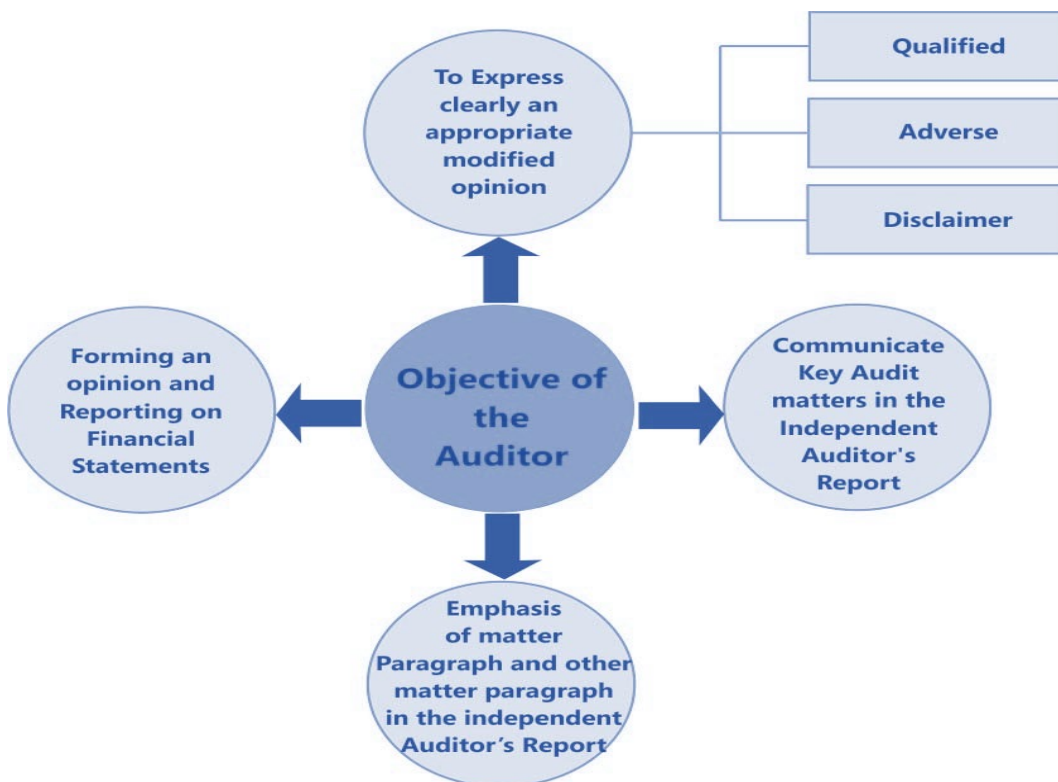 To Express
clearly an
appropriate
modified
opinion
Qualified
Adverse
Disclaimer
Forming an
opinion and
Reporting on
Financial
Statements
Objective of
the
Auditor
Communicate
Key Audit
matters in the
Independent
Auditor's
Report
Emphasis
of matter
Paragraph and other
matter paragraph
in the independent
Auditor’s Report